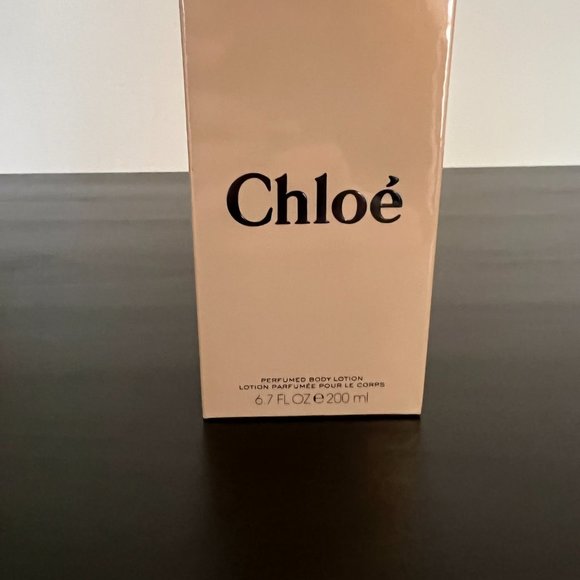 Chloé
PERFUMED BODY LOTION
LOTION PARFUMÉE POUR LE CORPS
6.7 FL OZ ℮ 200 ml